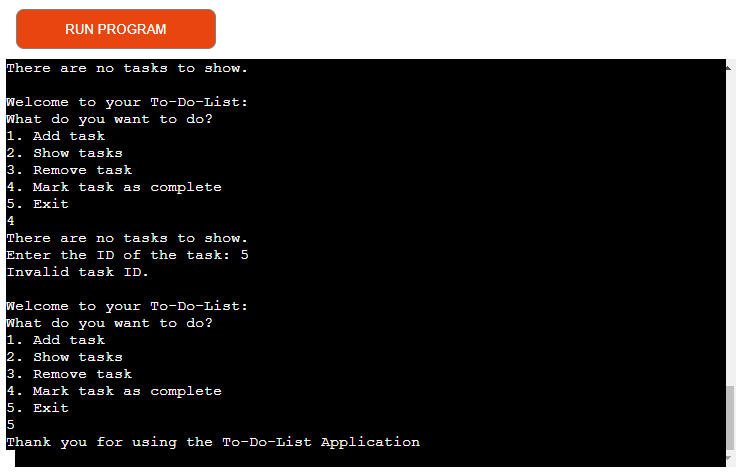 RUN PROGRAM
There are no tasks to show.
Welcome to your To-Do-List:
What do you want to do?
1. Add task
2. Show tasks
3. Remove task
4. Mark task as complete
5. Exit
4
There are no tasks to show.
Enter the ID of the task: 5
Invalid task ID.
Welcome to your To-Do-List:
What do you want to do?
1. Add task
2. Show tasks
3. Remove task
4. Mark task as complete
5. Exit
5
Thank you for using the To-Do-List Application